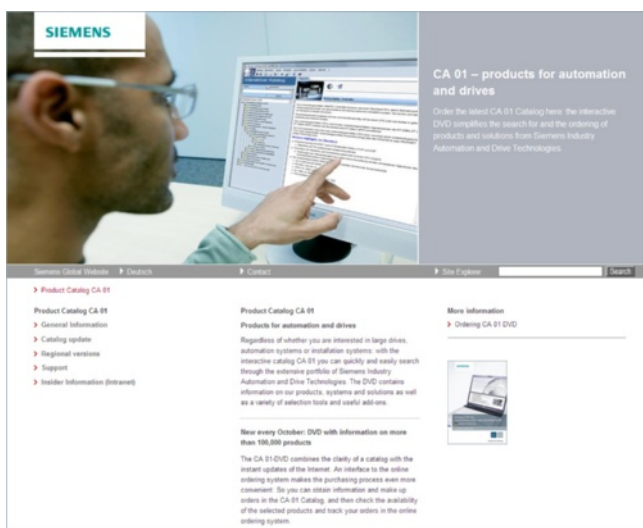 SIEMENS
CA 01 – products for automation
and drives
Order the latest CA 01 Catalog here: the interactive
DVD simplifies the search for and the ordering of
products and solutions from Siemens Industry
Automation and Drive Technologies.
Siemens Global Website
Deutsch
Contact
Site Explorer
Search
Product Catalog CA 01
Product Catalog CA 01
General Information
Catalog update
Regional versions
Support
Insider Information (Intranet)
Product Catalog CA 01
Products for automation and drives
Regardless of whether you are interested in large drives,
automation systems or installation systems: with the
interactive catalog CA 01 you can quickly and easily search
through the extensive portfolio of Siemens Industry
Automation and Drive Technologies. The DVD contains
information on our products, systems and solutions as well
as a variety of selection tools and useful add-ons.
New every October: DVD with information on more
than 100,000 products
The CA 01-DVD combines the clarity of a catalog with the
instant updates of the Internet. An interface to the online
ordering system makes the purchasing process even more
convenient: So you can obtain information and make up
orders in the CA 01 Catalog, and then check the availability
of the selected products and track your orders in the online
ordering system.
More information
Ordering CA 01 DVD